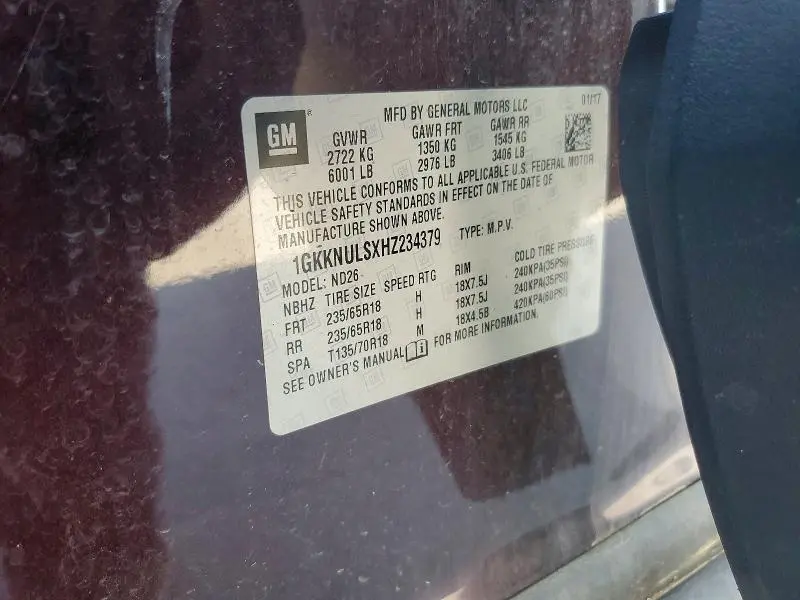 GM
MFD BY GENERAL MOTORS LLC 01/17
GVWR GAWR FRT GAWR RR
2722 KG 1350 KG 1545 KG
6001 LB 2976 LB 3406 LB
THIS VEHICLE CONFORMS TO ALL APPLICABLE U.S. FEDERAL MOTOR
VEHICLE SAFETY STANDARDS IN EFFECT ON THE DATE OF
MANUFACTURE SHOWN ABOVE.
1GKKNULSXHZ234379 TYPE: M.P.V.
MODEL: ND26
NBHZ TIRE SIZE SPEED RTG RIM COLD TIRE PRESSURE
FRT 235/65R18 H 18X7.5J 240KPA(35PSI)
RR 235/65R18 H 18X7.5J 240KPA(35PSI)
SPA T135/70R18 M 18X4.5B 420KPA(60PSI)
SEE OWNER'S MANUAL FOR MORE INFORMATION.